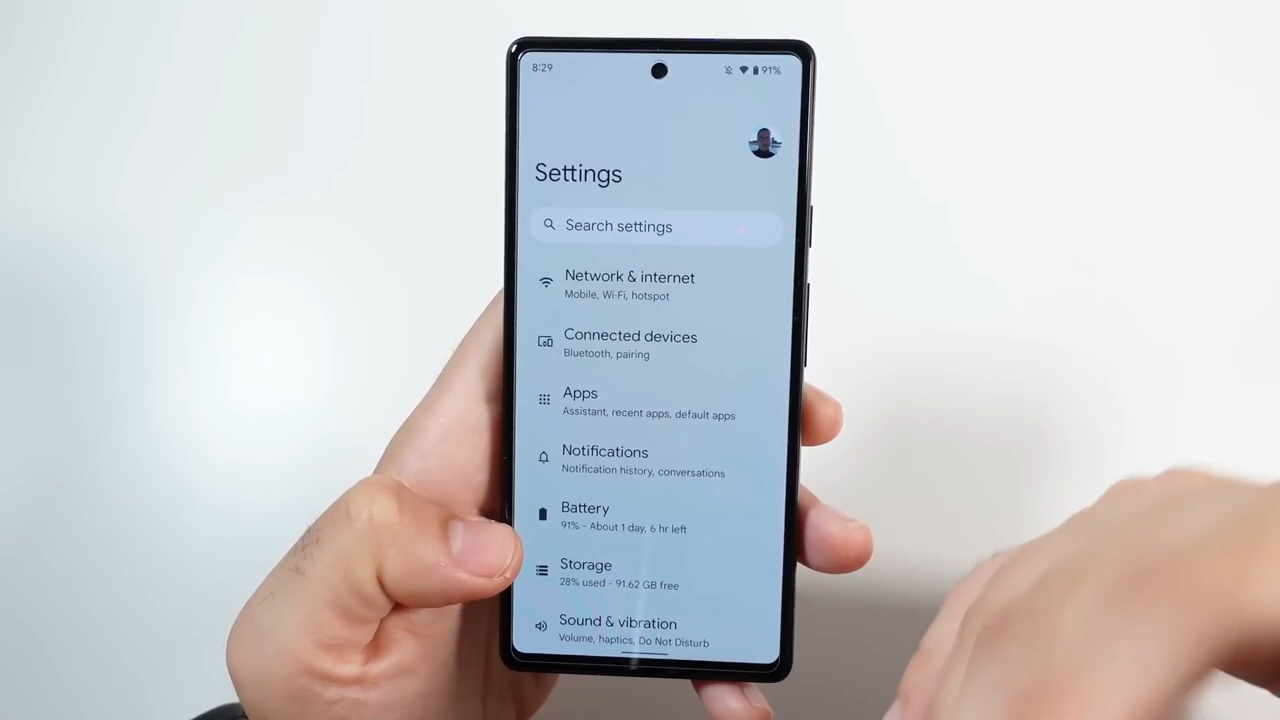 8:29
91%
Settings
Search settings
Network & internet
Mobile, Wi-Fi, hotspot
Connected devices
Bluetooth, pairing
Apps
Assistant, recent apps, default apps
Notifications
Notification history, conversations
Battery
91% - About 1 day, 6 hr left
Storage
28% used - 91.62 GB free
Sound & vibration
Volume, haptics, Do Not Disturb